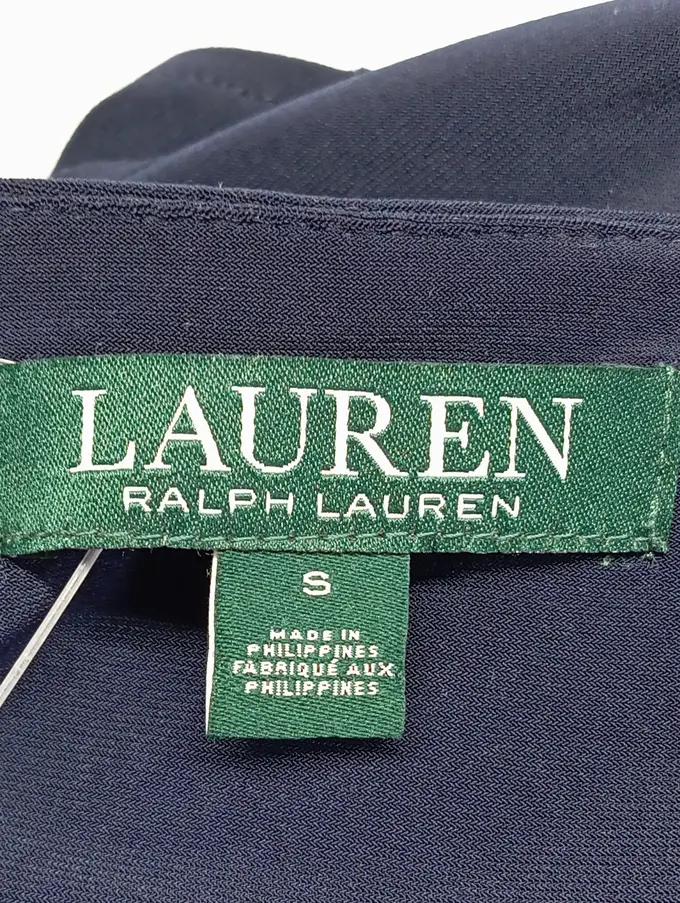 LAUREN
RALPH LAUREN
S
MADE IN
PHILIPPINES
FABRIQUÉ AUX
PHILIPPINES